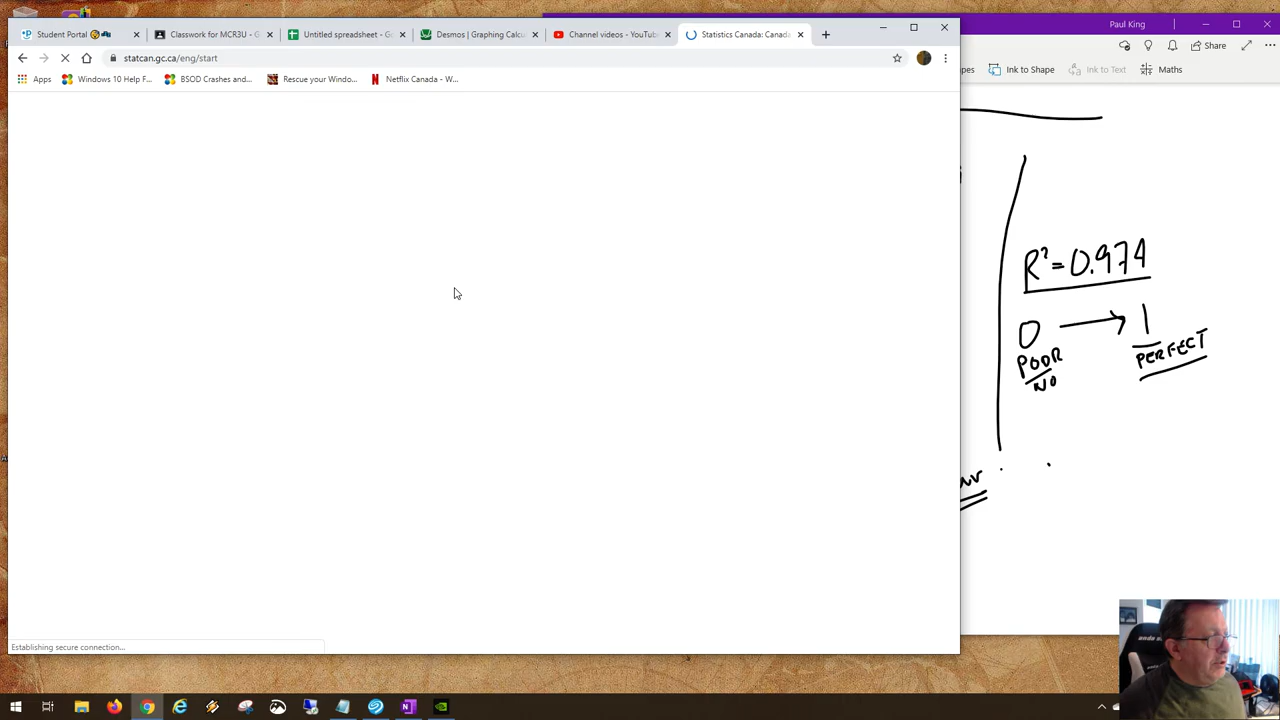 Student Portal
Classwork for MCR3U - G
Untitled spreadsheet - G
Desmos | Graphing Calcu
Channel videos - YouTube
Statistics Canada: Canada
Paul King
statcan.gc.ca/eng/start
Share
Apps
Windows 10 Help F...
BSOD Crashes and...
Rescue your Windo...
Netflix Canada - W...
Ink to Shape
Ink to Text
Maths
R²=0.974
0 → 1
POOR
PERFECT
NO
Establishing secure connection...